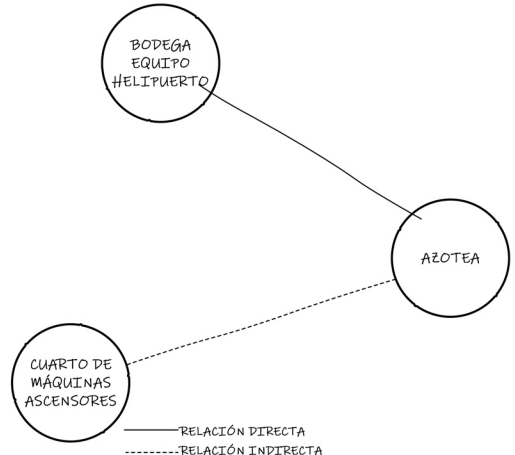 BODEGA
EQUIPO
HELIPUERTO
AZOTEA
CUARTO DE
MÁQUINAS
ASCENSORES
RELACIÓN DIRECTA
RELACIÓN INDIRECTA